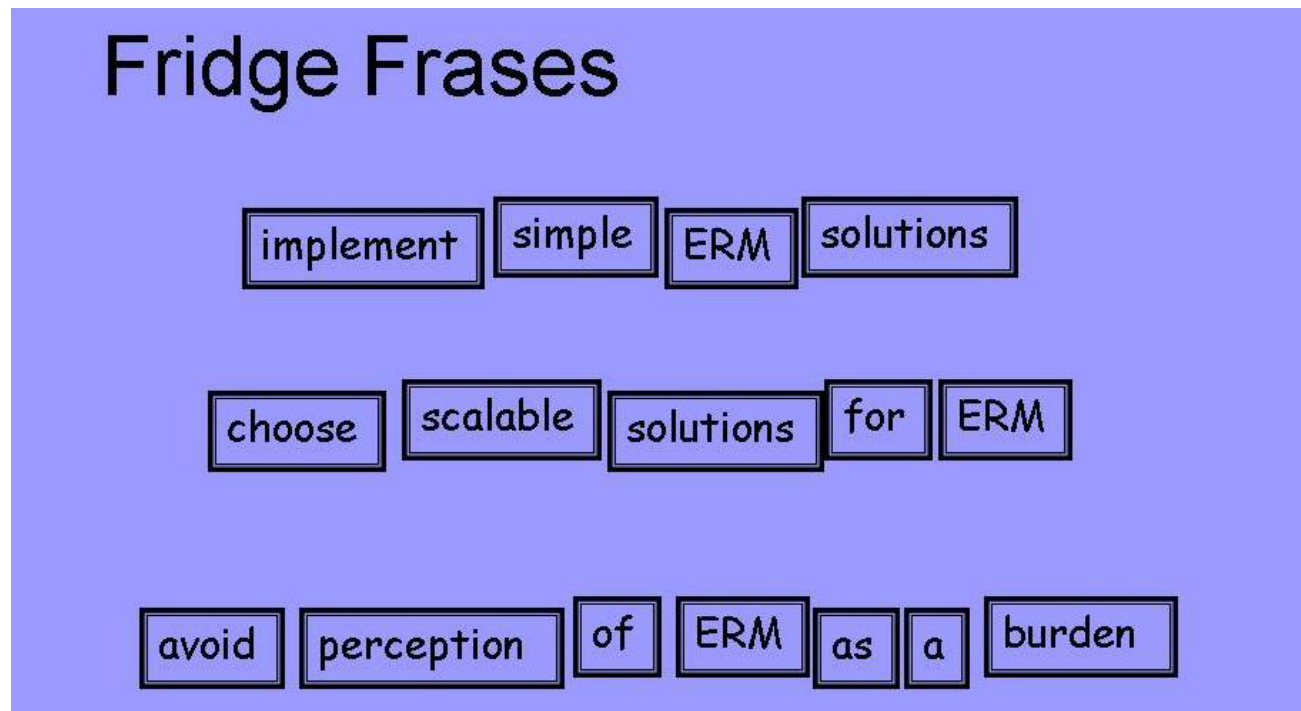 Fridge Frases
implement simple ERM solutions
choose scalable solutions for ERM
avoid perception of ERM as a burden